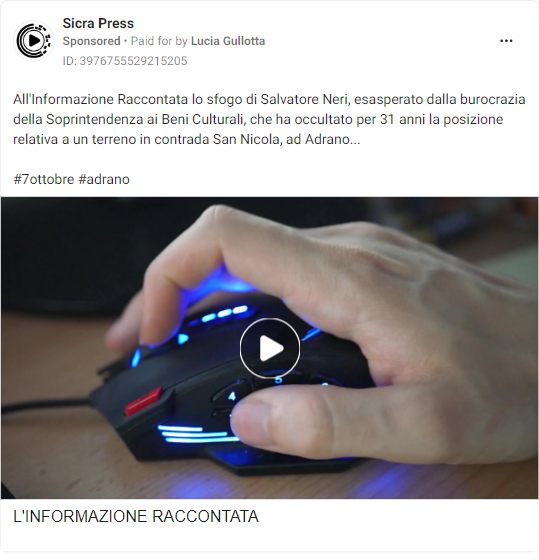 Sicra Press
Sponsored • Paid for by Lucia Gullotta
ID: 3976755529215205
All'Informazione Raccontata lo sfogo di Salvatore Neri, esasperato dalla burocrazia
della Soprintendenza ai Beni Culturali, che ha occultato per 31 anni la posizione
relativa a un terreno in contrada San Nicola, ad Adrano...
#7ottobre #adrano
5
4
L'INFORMAZIONE RACCONTATA